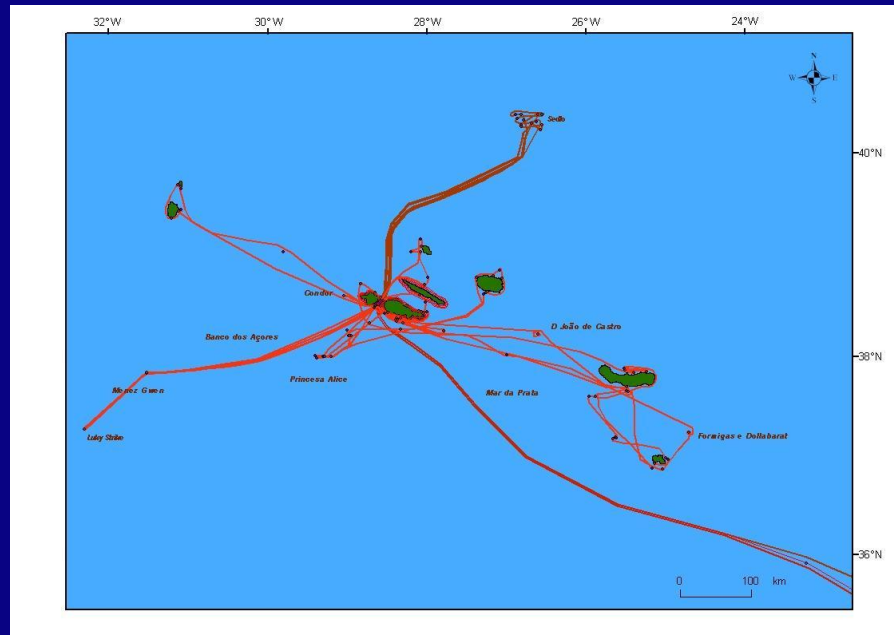 32°W 30°W 28°W 26°W 24°W
N
W E
S
Sedlo
40°N
Condor
D João de Castro
Banco dos Açores
38°N
Princesa Alice
Menez Gwen
Mar da Prata
Luky Strike
Formigas e Dollabarat
36°N
0 100 km